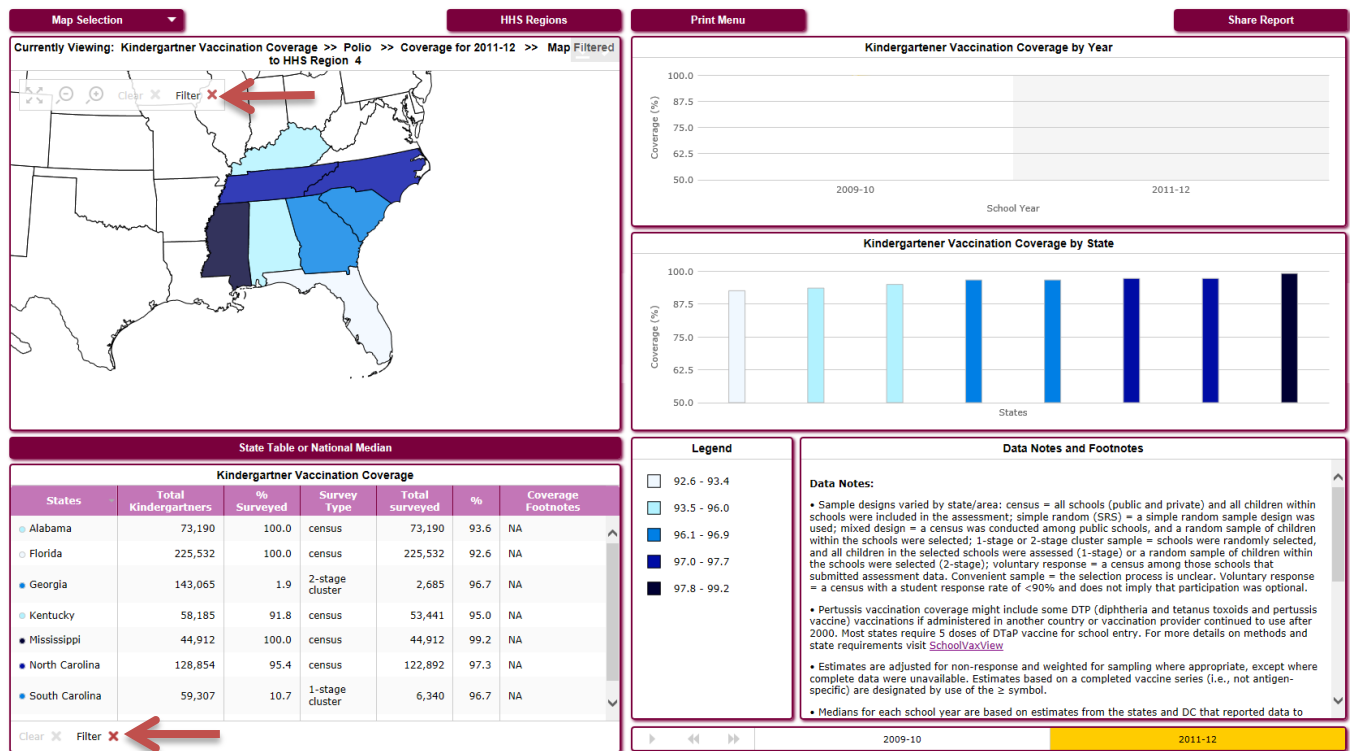 Map Selection
HHS Regions
Print Menu
Share Report
Currently Viewing: Kindergartner Vaccination Coverage >> Polio >> Coverage for 2011-12 >> Map Filtered
to HHS Region 4
Clear ✕ Filter ✕
Kindergartener Vaccination Coverage by Year
100.0
87.5
75.0
62.5
50.0
Coverage (%)
2009-10 2011-12
School Year
Kindergartener Vaccination Coverage by State
100.0
87.5
75.0
62.5
50.0
Coverage (%)
States
State Table or National Median
Kindergartner Vaccination Coverage
States Total Kindergartners % Surveyed Survey Type Total surveyed % Coverage Footnotes
Alabama 73,190 100.0 census 73,190 93.6 NA
Florida 225,532 100.0 census 225,532 92.6 NA
Georgia 143,065 1.9 2-stage cluster 2,685 96.7 NA
Kentucky 58,185 91.8 census 53,441 95.0 NA
Mississippi 44,912 100.0 census 44,912 99.2 NA
North Carolina 128,854 95.4 census 122,892 97.3 NA
South Carolina 59,307 10.7 1-stage cluster 6,340 96.7 NA
Clear ✕ Filter ✕
Legend
92.6 - 93.4
93.5 - 96.0
96.1 - 96.9
97.0 - 97.7
97.8 - 99.2
Data Notes and Footnotes
Data Notes:
• Sample designs varied by state/area: census = all schools (public and private) and all children within
schools were included in the assessment; simple random (SRS) = a simple random sample design was
used; mixed design = a census was conducted among public schools, and a random sample of children
within the schools were selected; 1-stage or 2-stage cluster sample = schools were randomly selected,
and all children in the selected schools were assessed (1-stage) or a random sample of children within
the schools were selected (2-stage); voluntary response = a census among those schools that
submitted assessment data. Convenient sample = the selection process is unclear. Voluntary response
= a census with a student response rate of <90% and does not imply that participation was optional.
• Pertussis vaccination coverage might include some DTP (diphtheria and tetanus toxoids and pertussis
vaccine) vaccinations if administered in another country or vaccination provider continued to use after
2000. Most states require 5 doses of DTaP vaccine for school entry. For more details on methods and
state requirements visit SchoolVaxView
• Estimates are adjusted for non-response and weighted for sampling where appropriate, except where
complete data were unavailable. Estimates based on a completed vaccine series (i.e., not antigen-
specific) are designated by use of the ≥ symbol.
• Medians for each school year are based on estimates from the states and DC that reported data to
2009-10 2011-12